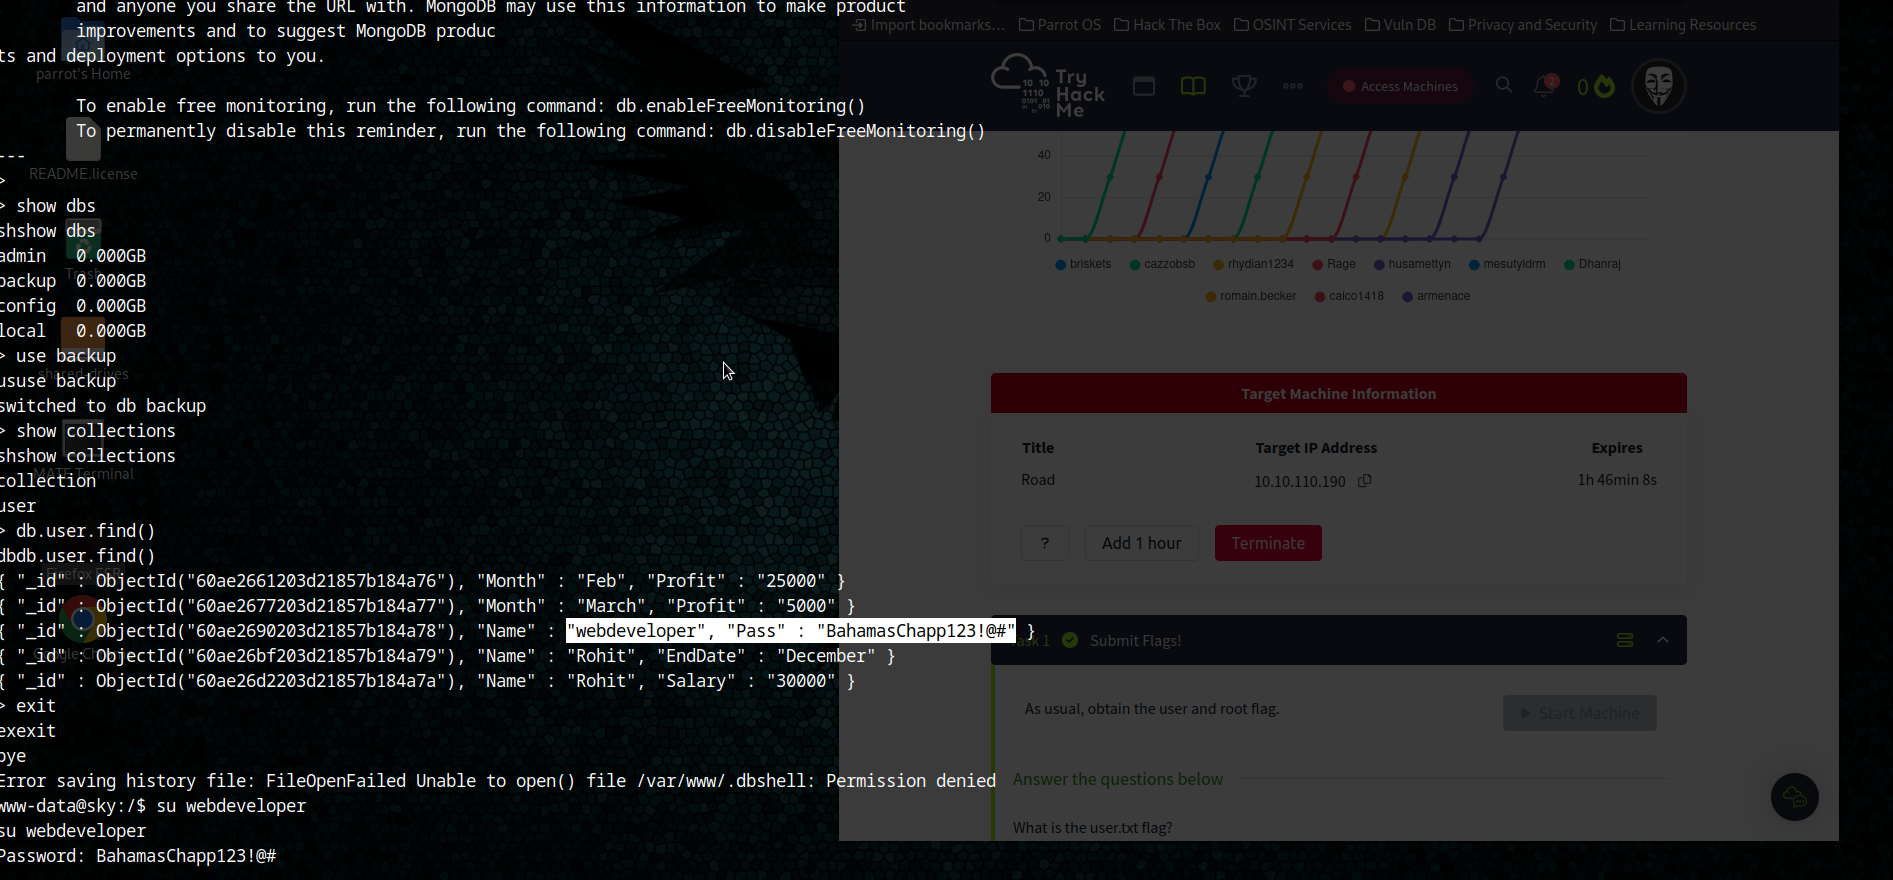 and anyone you share the URL with. MongoDB may use this information to make product
improvements and to suggest MongoDB produc
ts and deployment options to you.
parrot's Home
To enable free monitoring, run the following command: db.enableFreeMonitoring()
To permanently disable this reminder, run the following command: db.disableFreeMonitoring()
---
README.license
>
> show dbs
shshow dbs
admin   0.000GB
Trash
backup  0.000GB
config  0.000GB
local   0.000GB
> use backup
shared-drives
ususe backup
switched to db backup
> show collections
shshow collections
MATE Terminal
collection
user
> db.user.find()
dbdb.user.find()
Firefox ESR
{ "_id" : ObjectId("60ae2661203d21857b184a76"), "Month" : "Feb", "Profit" : "25000" }
{ "_id" : ObjectId("60ae2677203d21857b184a77"), "Month" : "March", "Profit" : "5000" }
{ "_id" : ObjectId("60ae2690203d21857b184a78"), "Name" : "webdeveloper", "Pass" : "BahamasChapp123!@#" }
{ "_id" : ObjectId("60ae26bf203d21857b184a79"), "Name" : "Rohit", "EndDate" : "December" }
{ "_id" : ObjectId("60ae26d2203d21857b184a7a"), "Name" : "Rohit", "Salary" : "30000" }
> exit
exexit
bye
Error saving history file: FileOpenFailed Unable to open() file /var/www/.dbshell: Permission denied
www-data@sky:/$ su webdeveloper
su webdeveloper
Password: BahamasChapp123!@#
Import bookmarks… Parrot OS Hack The Box OSINT Services Vuln DB Privacy and Security Learning Resources
Try Hack Me
Access Machines 2 0
40
20
0
briskets cazzobsb rhydian1234 Rage husamettyn mesutyldrm Dhanraj
romain.becker caico1418 armenace
Target Machine Information
Title Target IP Address Expires
Road 10.10.110.190 1h 46min 8s
? Add 1 hour Terminate
Task 1 Submit Flags!
As usual, obtain the user and root flag.
Start Machine
Answer the questions below
What is the user.txt flag?